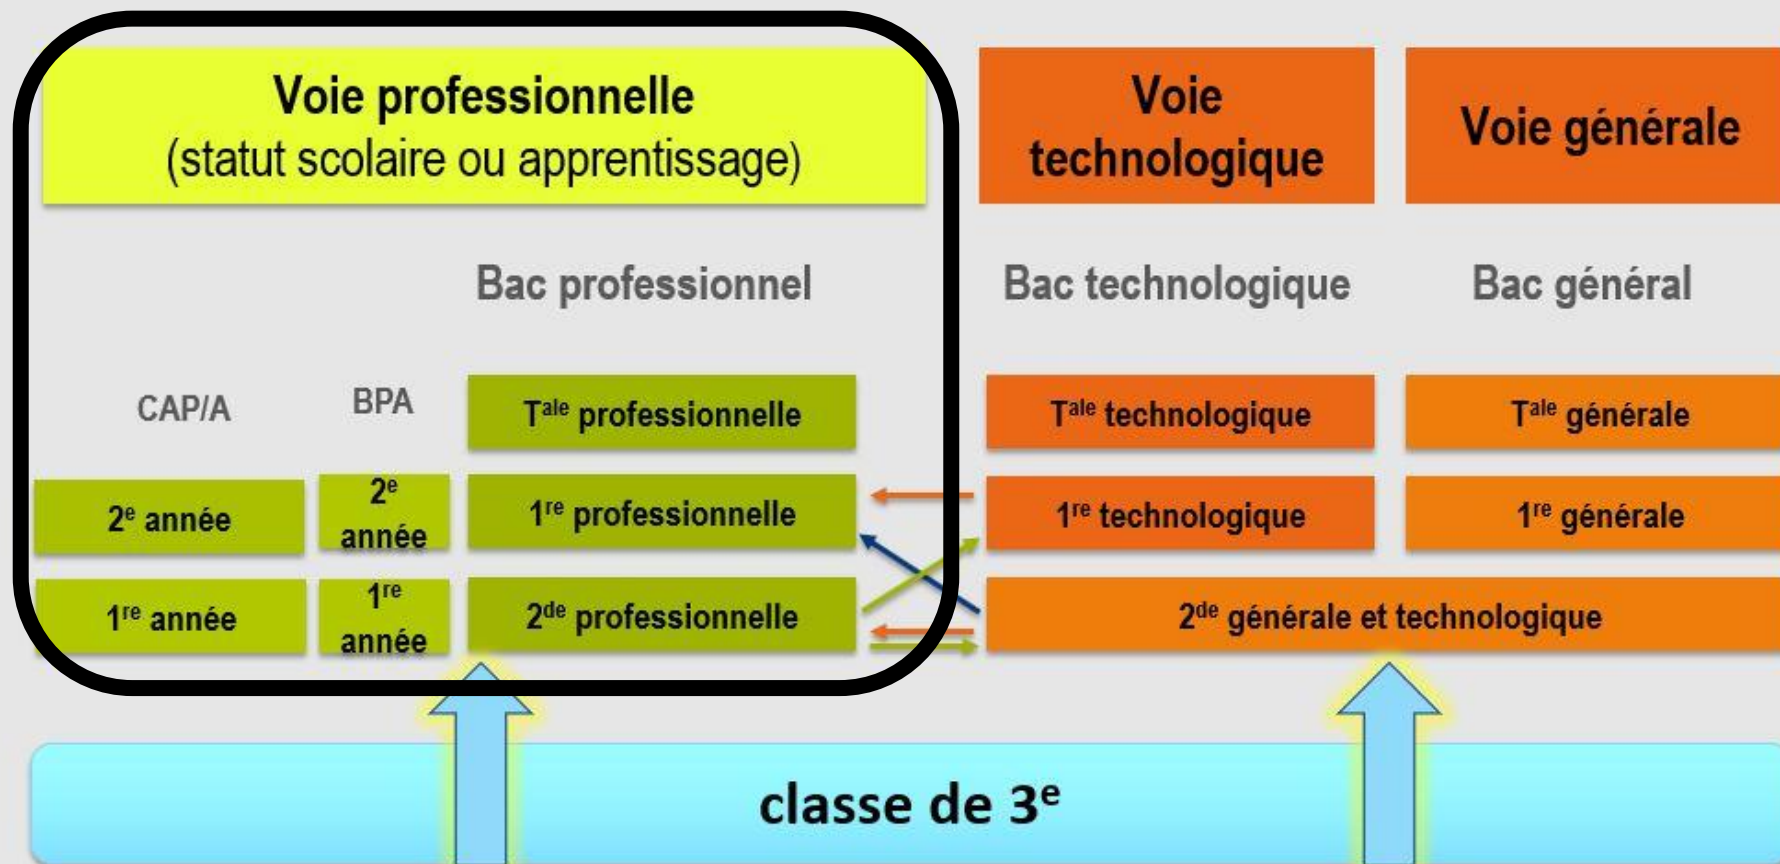 Voie professionnelle
(statut scolaire ou apprentissage)
Voie
technologique
Voie générale
Bac professionnel
Bac technologique
Bac général
CAP/A
BPA
Tale professionnelle
Tale technologique
Tale générale
2e année
2e
année
1re professionnelle
1re technologique
1re générale
1re année
1re
année
2de professionnelle
2de générale et technologique
classe de 3e